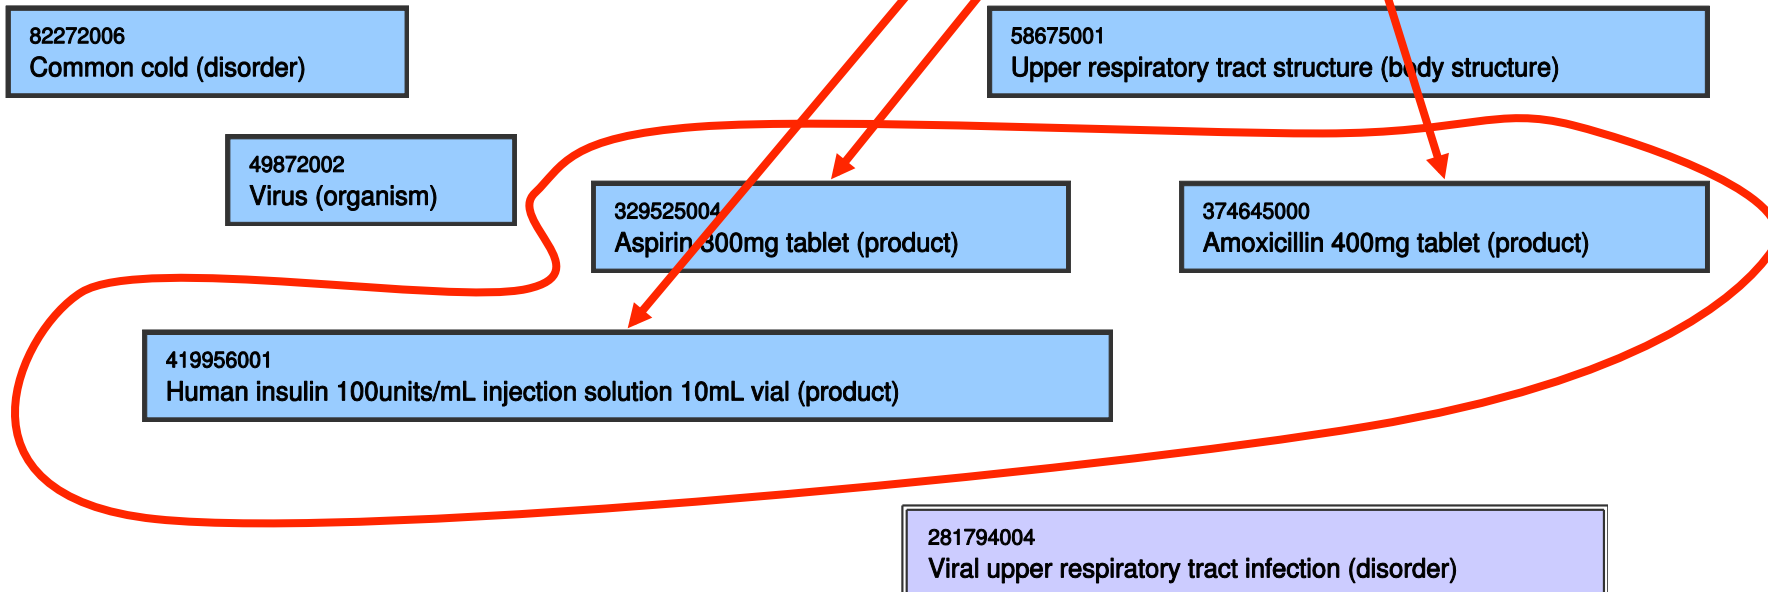 82272006
Common cold (disorder)
58675001
Upper respiratory tract structure (body structure)
49872002
Virus (organism)
329525004
Aspirin 300mg tablet (product)
374645000
Amoxicillin 400mg tablet (product)
419956001
Human insulin 100units/mL injection solution 10mL vial (product)
281794004
Viral upper respiratory tract infection (disorder)